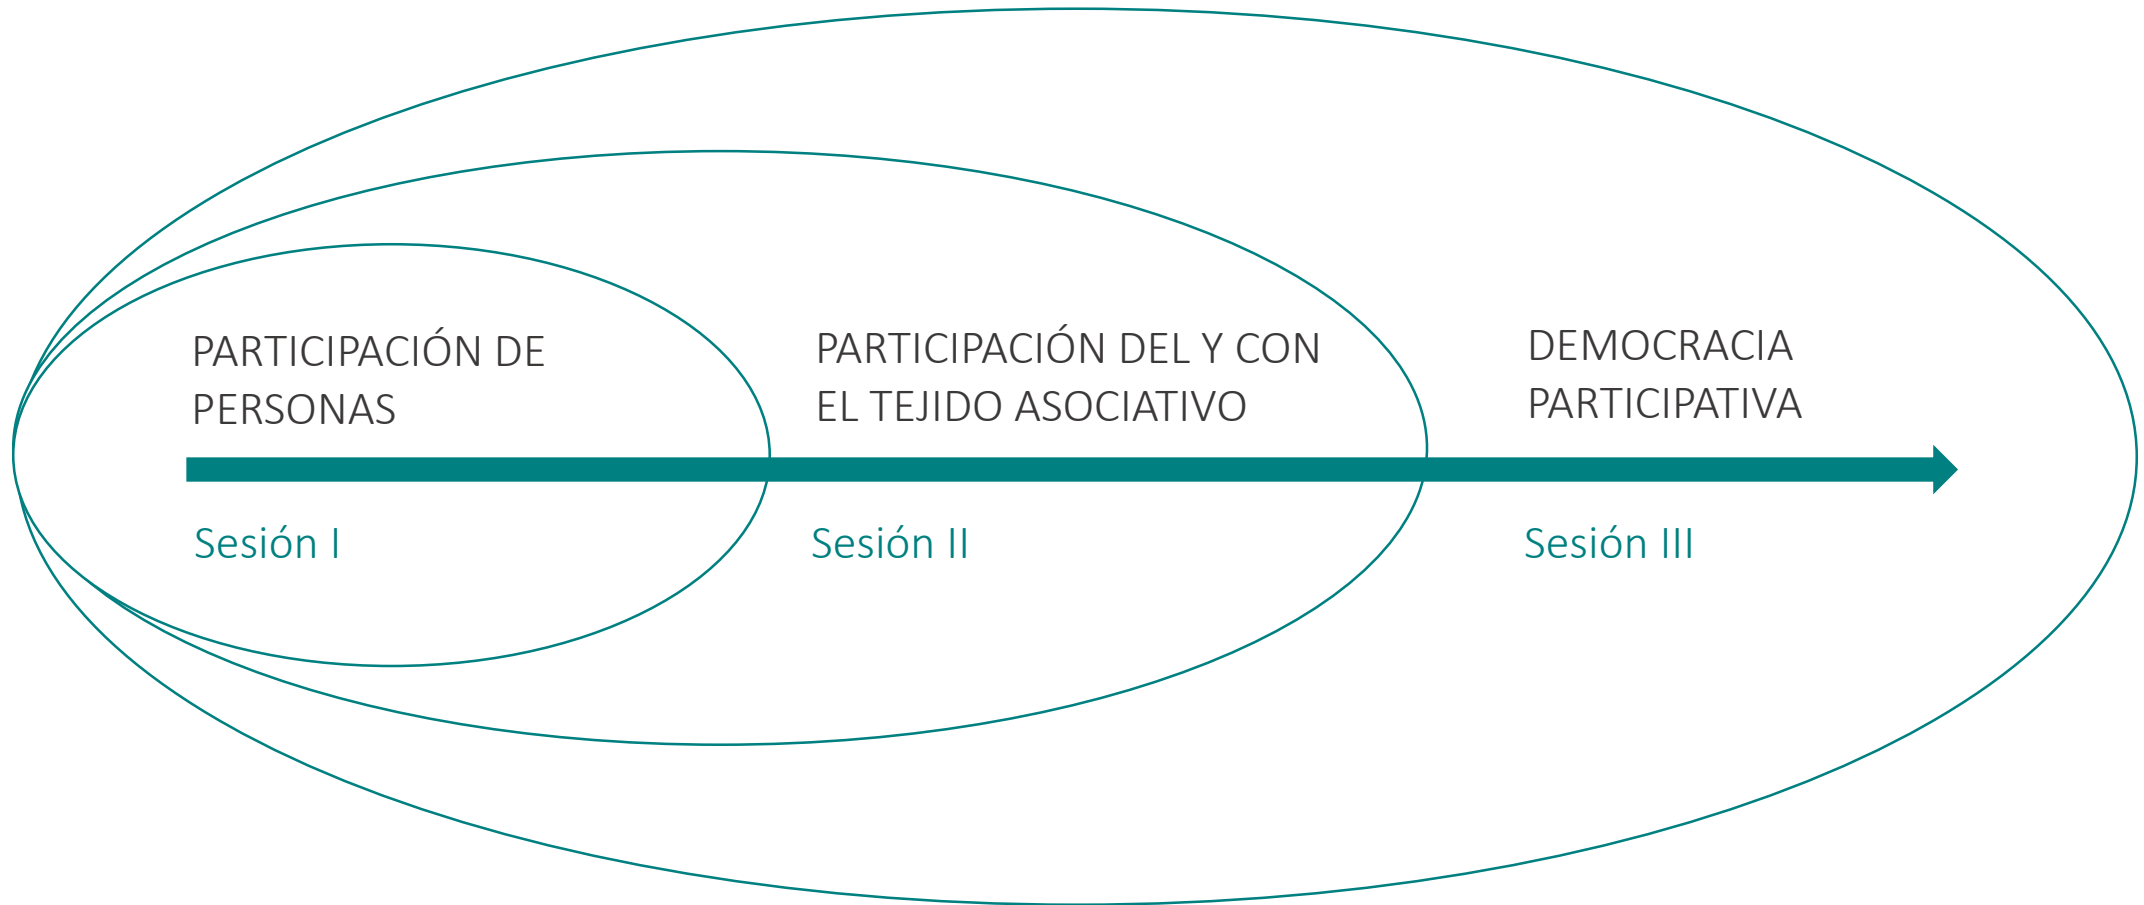 PARTICIPACIÓN DE
PERSONAS
PARTICIPACIÓN DEL Y CON
EL TEJIDO ASOCIATIVO
DEMOCRACIA
PARTICIPATIVA
Sesión I
Sesión II
Sesión III